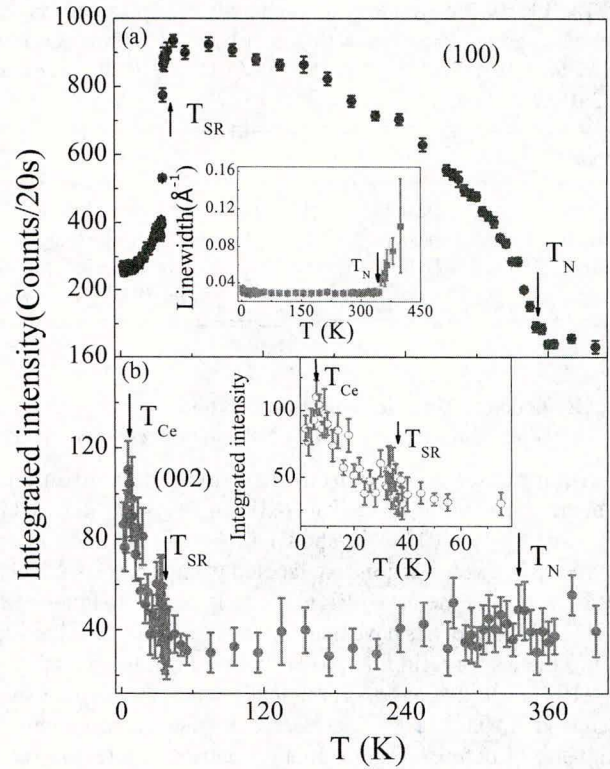 1000
(a)
(100)
800
T_SR
600
0.16
Linewidth(Å⁻¹)
0.12
400
0.08
T_N
T_N
200
0.04
0
150
300
450
T (K)
160
Integrated intensity(Counts/20s)
(b)
T_Ce
T_Ce
120
100
Integrated intensity
(002)
T_SR
80
50
T_SR
T_N
0
20
40
60
T (K)
40
0
120
240
360
T (K)